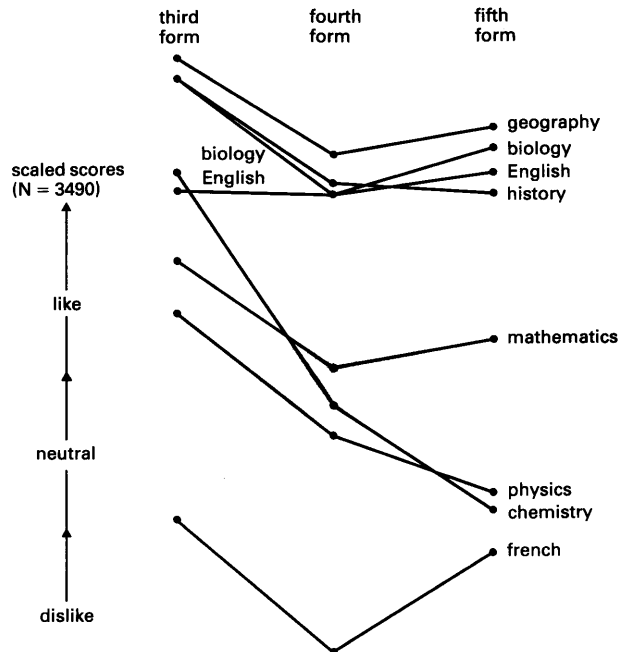 third
form
fourth
form
fifth
form
geography
biology
biology
English
English
history
scaled scores
(N = 3490)
like
mathematics
neutral
physics
chemistry
french
dislike